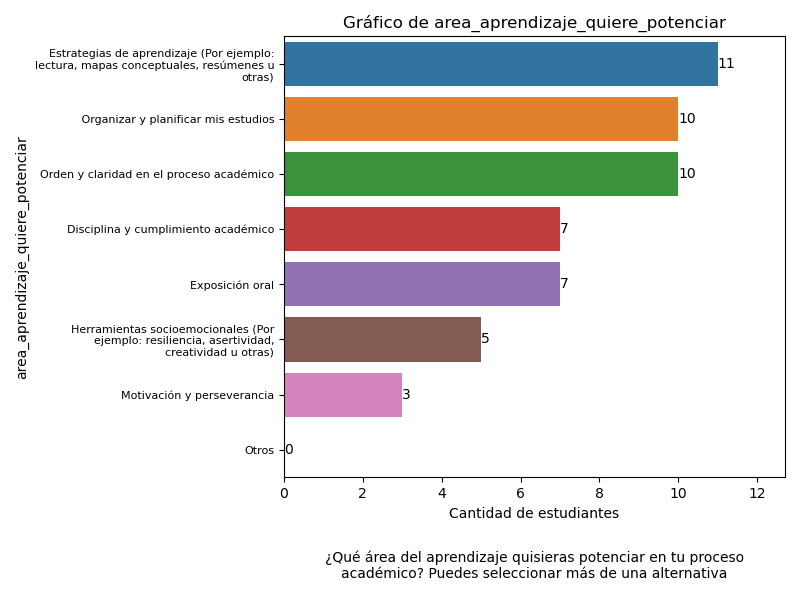 Gráfico de area_aprendizaje_quiere_potenciar
area_aprendizaje_quiere_potenciar
Estrategias de aprendizaje (Por ejemplo:
lectura, mapas conceptuales, resúmenes u
otras)
11
Organizar y planificar mis estudios
10
Orden y claridad en el proceso académico
10
Disciplina y cumplimiento académico
7
Exposición oral
7
Herramientas socioemocionales (Por
ejemplo: resiliencia, asertividad,
creatividad u otras)
5
Motivación y perseverancia
3
Otros
0
0 2 4 6 8 10 12
Cantidad de estudiantes
¿Qué área del aprendizaje quisieras potenciar en tu proceso
académico? Puedes seleccionar más de una alternativa